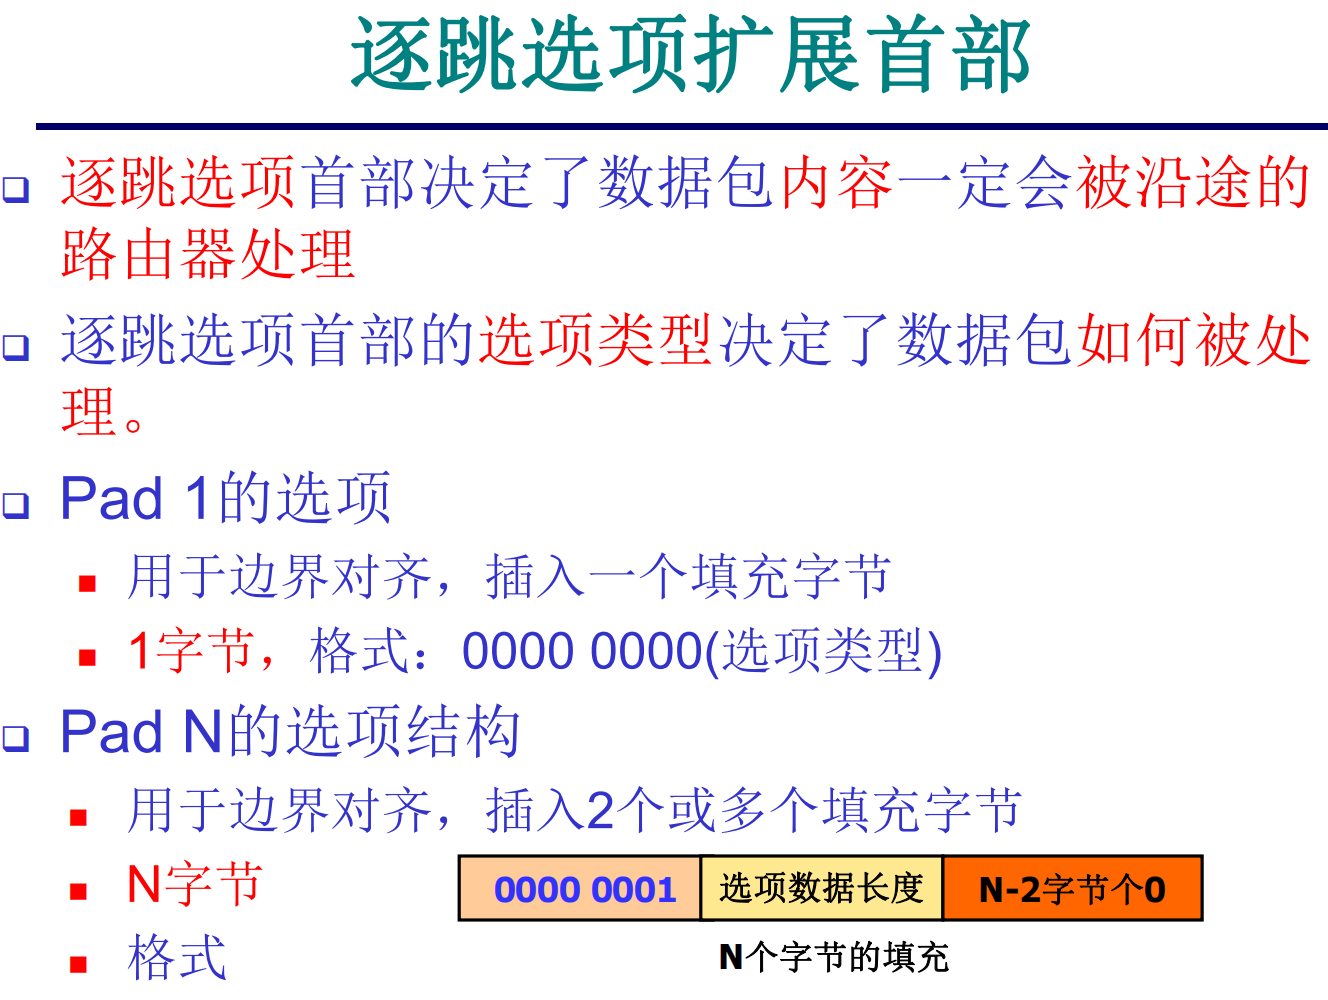 逐跳选项扩展首部
逐跳选项首部决定了数据包内容一定会被沿途的
路由器处理
逐跳选项首部的选项类型决定了数据包如何被处
理。
Pad 1的选项
用于边界对齐，插入一个填充字节
1字节，格式：0000 0000(选项类型)
Pad N的选项结构
用于边界对齐，插入2个或多个填充字节
N字节
0000 0001 选项数据长度 N-2字节个0
格式
N个字节的填充